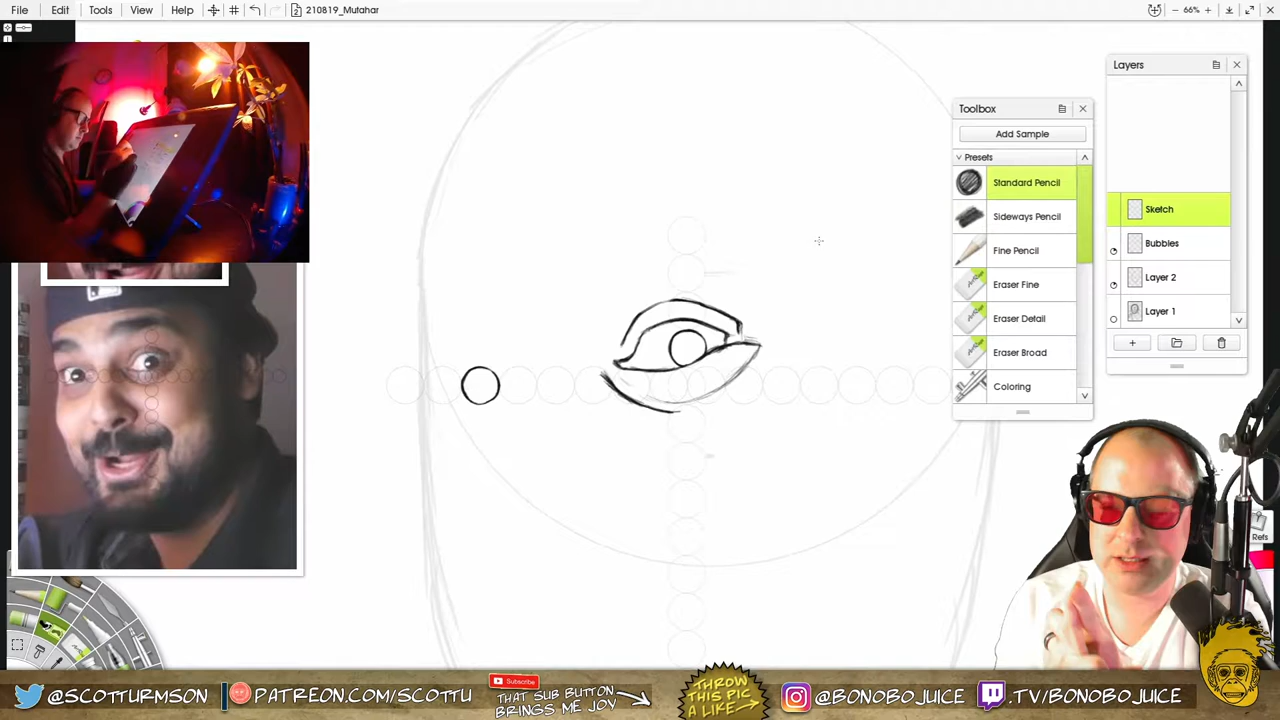 File Edit Tools View Help 210819_Mutahar 66%
Toolbox
Add Sample
Presets
Standard Pencil
Sideways Pencil
Fine Pencil
Eraser Fine
Eraser Detail
Eraser Broad
Coloring
Layers
Sketch
Bubbles
Layer 2
Layer 1
Refs
@SCOTTURMSON
PATREON.COM/SCOTTU
Subscribe
THAT SUB BUTTON
BRINGS ME JOY
THROW
THIS PIC
A LIKE
@BONOBOJUICE
.TV/BONOBOJUICE